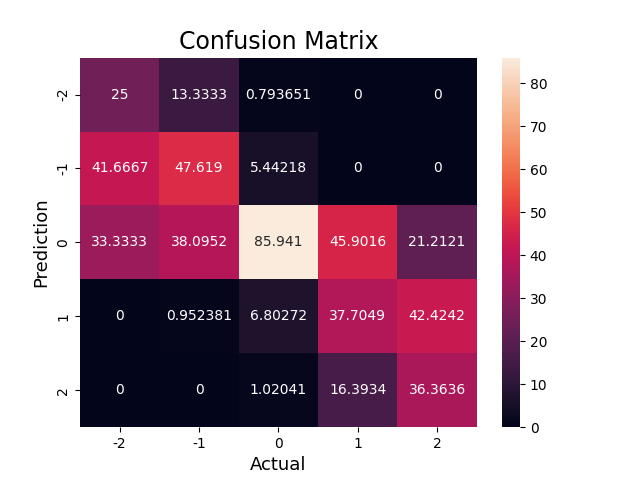 Confusion Matrix
Prediction
-2 25 13.3333 0.793651 0 0
-1 41.6667 47.619 5.44218 0 0
0 33.3333 38.0952 85.941 45.9016 21.2121
1 0 0.952381 6.80272 37.7049 42.4242
2 0 0 1.02041 16.3934 36.3636
-2 -1 0 1 2
Actual
80
70
60
50
40
30
20
10
0